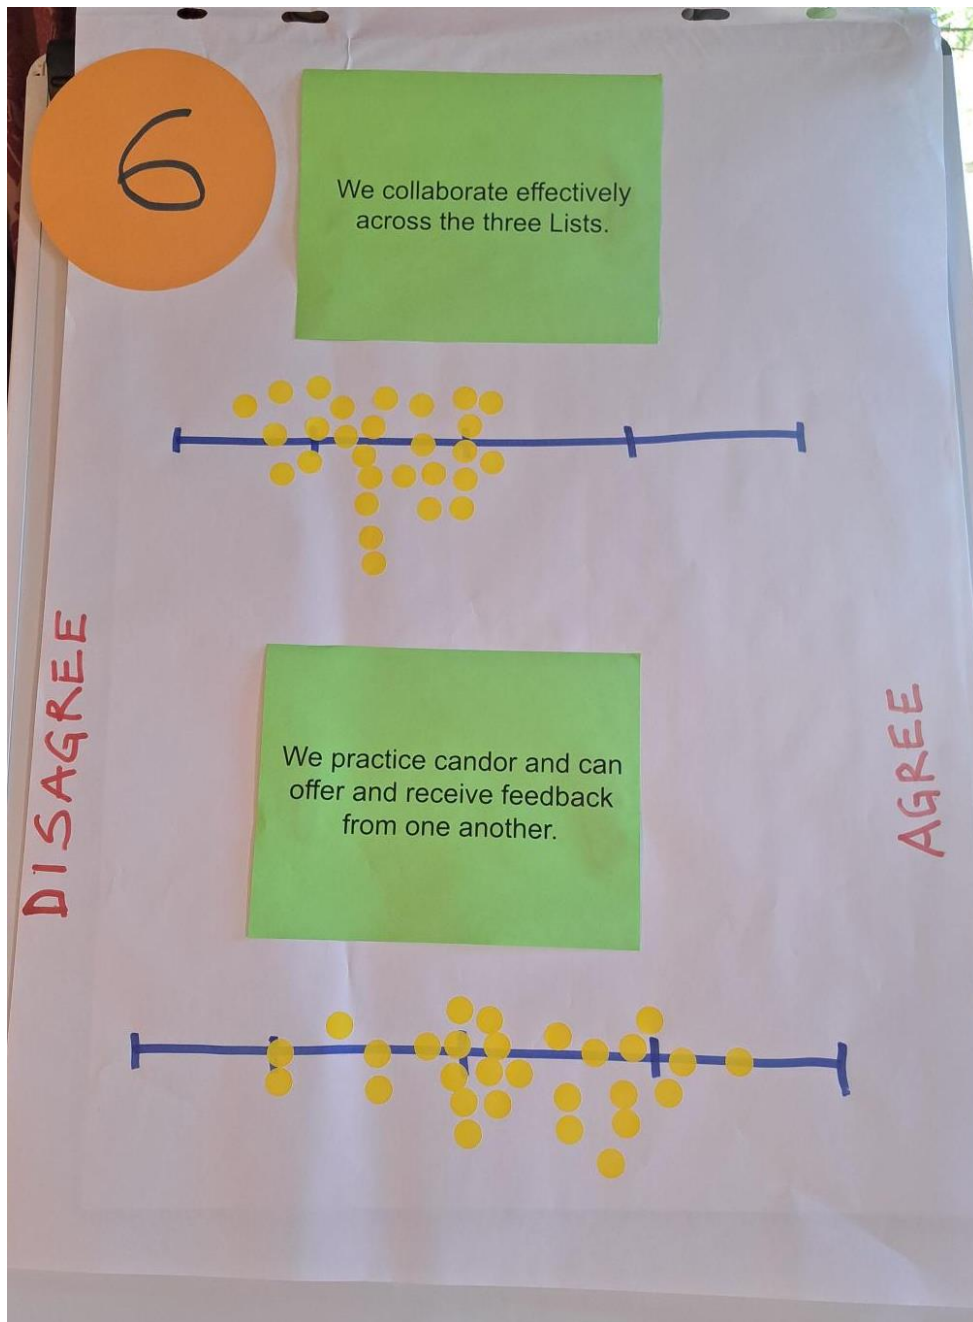 6
We collaborate effectively
across the three Lists.
DISAGREE
AGREE
We practice candor and can
offer and receive feedback
from one another.